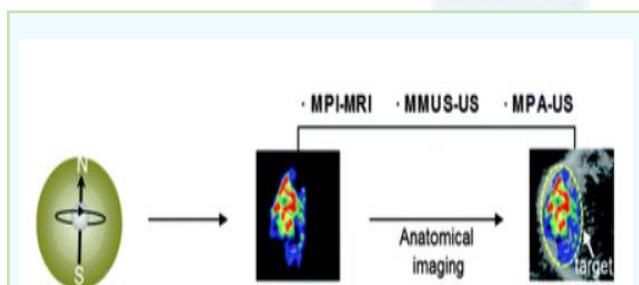 · MPI-MRI · MMUS-US · MPA-US
N
S
Anatomical
imaging
target